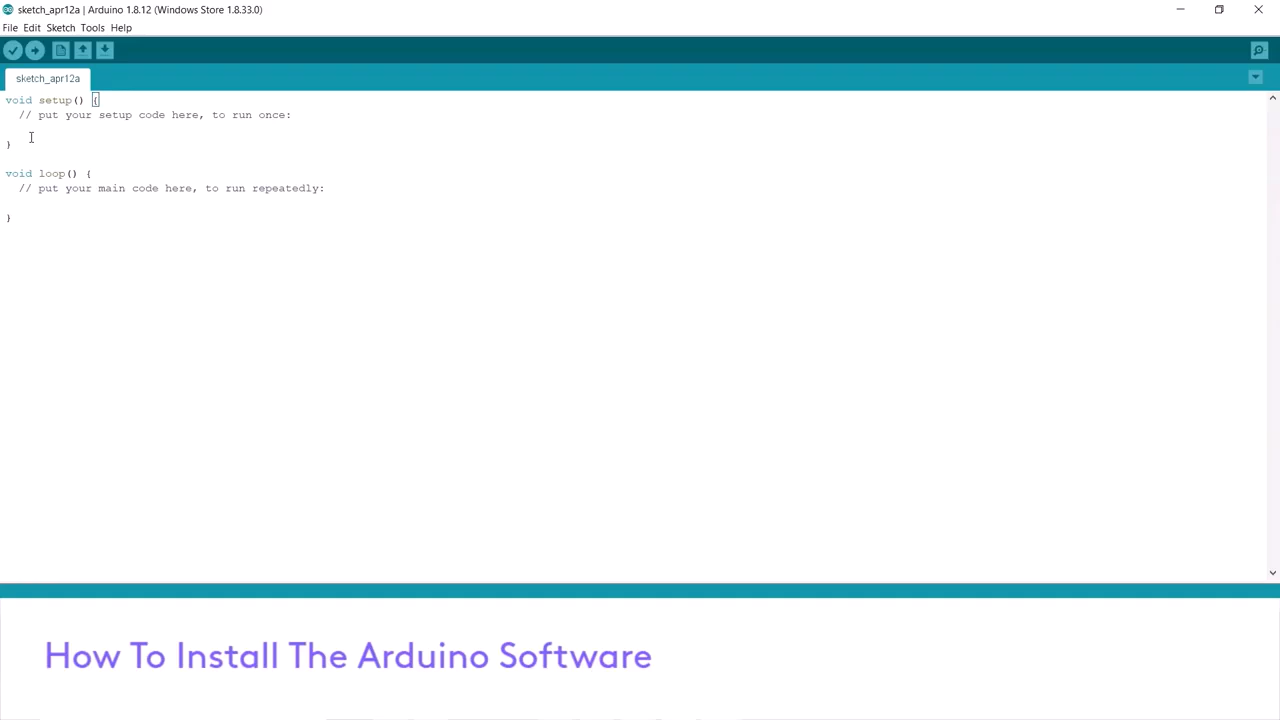 sketch_apr12a | Arduino 1.8.12 (Windows Store 1.8.33.0)
File Edit Sketch Tools Help
sketch_apr12a
void setup() {
// put your setup code here, to run once:
}
void loop() {
// put your main code here, to run repeatedly:
}
How To Install The Arduino Software